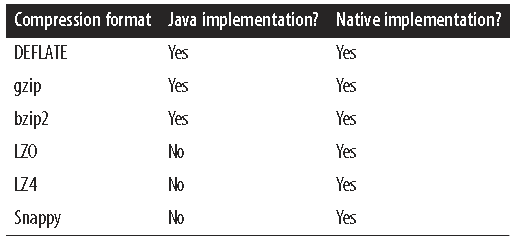 Compression format Java implementation? Native implementation?
DEFLATE Yes Yes
gzip Yes Yes
bzip2 Yes Yes
LZO No Yes
LZ4 No Yes
Snappy No Yes